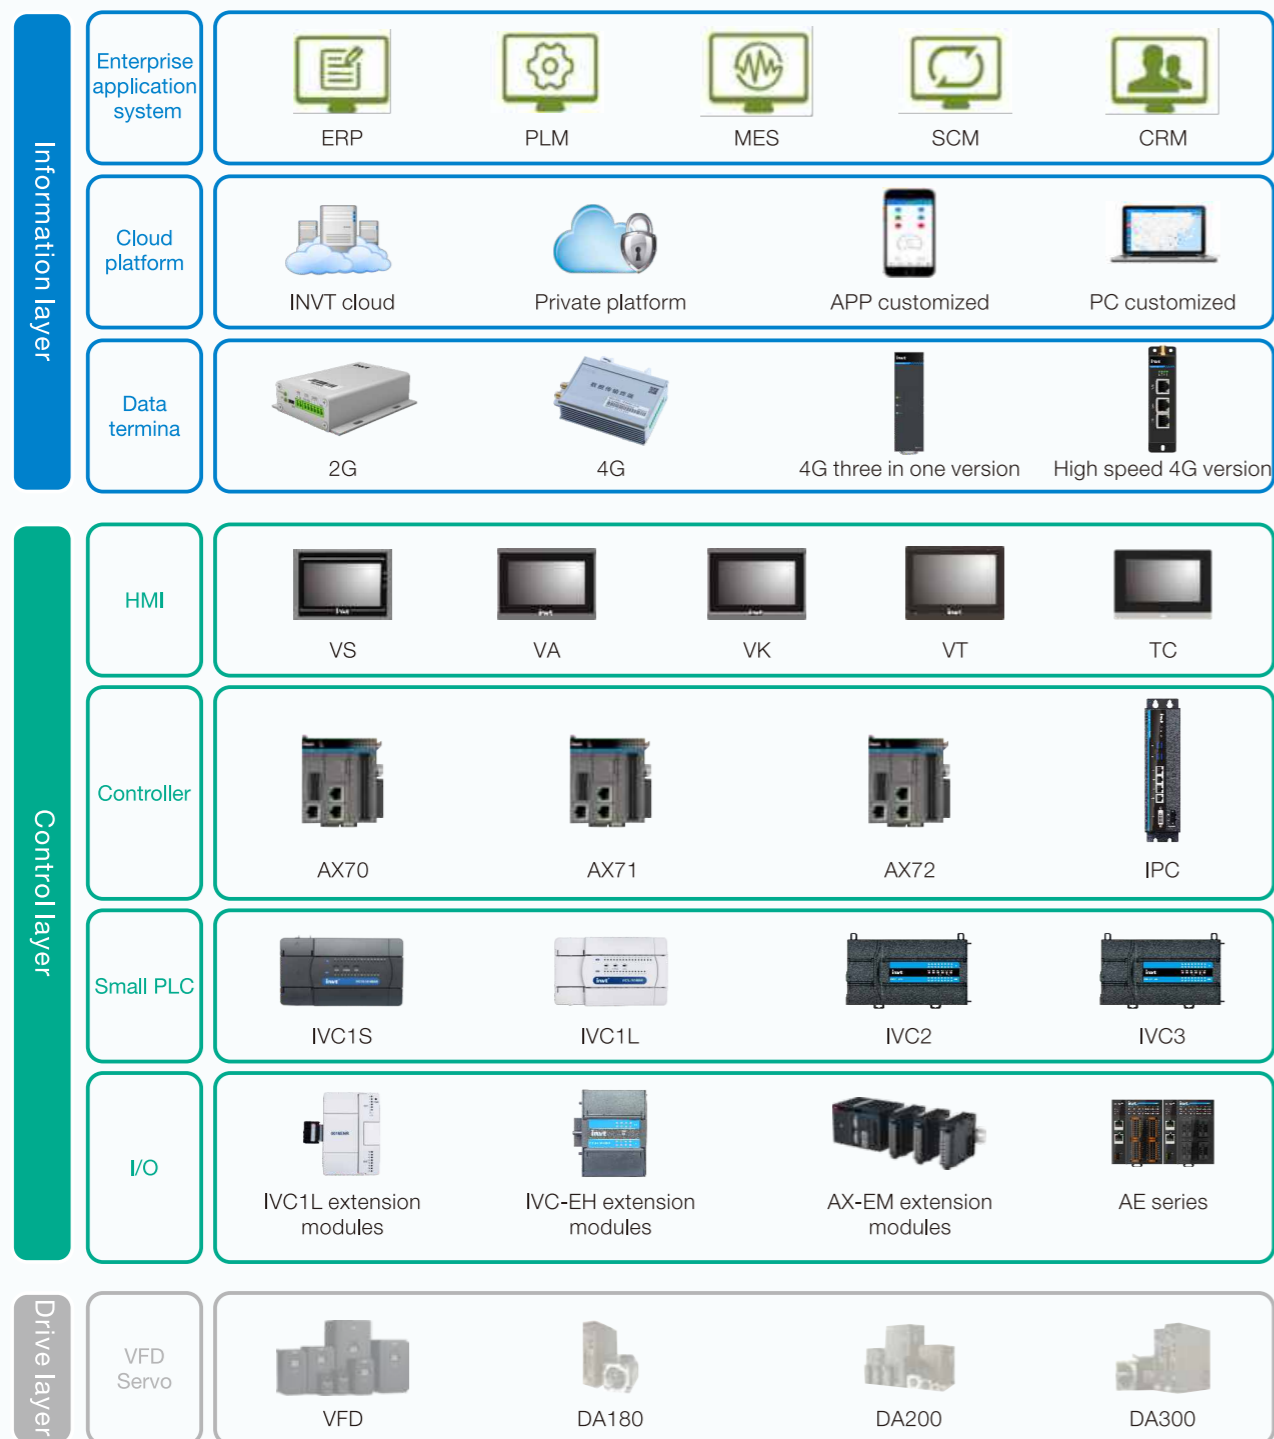 Information layer
Enterprise
application
system
ERP
PLM
MES
SCM
CRM
Cloud
platform
INVT cloud
Private platform
APP customized
PC customized
Data
termina
2G
4G
4G three in one version
High speed 4G version
Control layer
HMI
VS
VA
VK
VT
TC
Controller
AX70
AX71
AX72
IPC
Small PLC
IVC1S
IVC1L
IVC2
IVC3
I/O
IVC1L extension
modules
IVC-EH extension
modules
AX-EM extension
modules
AE series
Drive layer
VFD
Servo
VFD
DA180
DA200
DA300